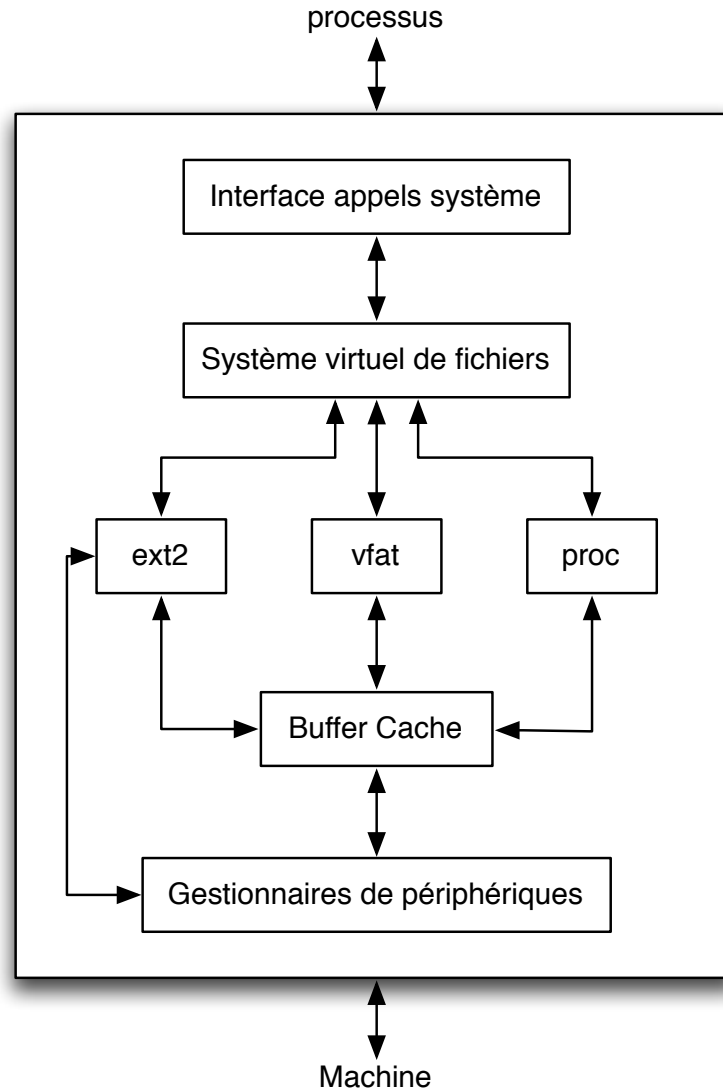 processus
Interface appels système
Système virtuel de fichiers
ext2
vfat
proc
Buffer Cache
Gestionnaires de périphériques
Machine